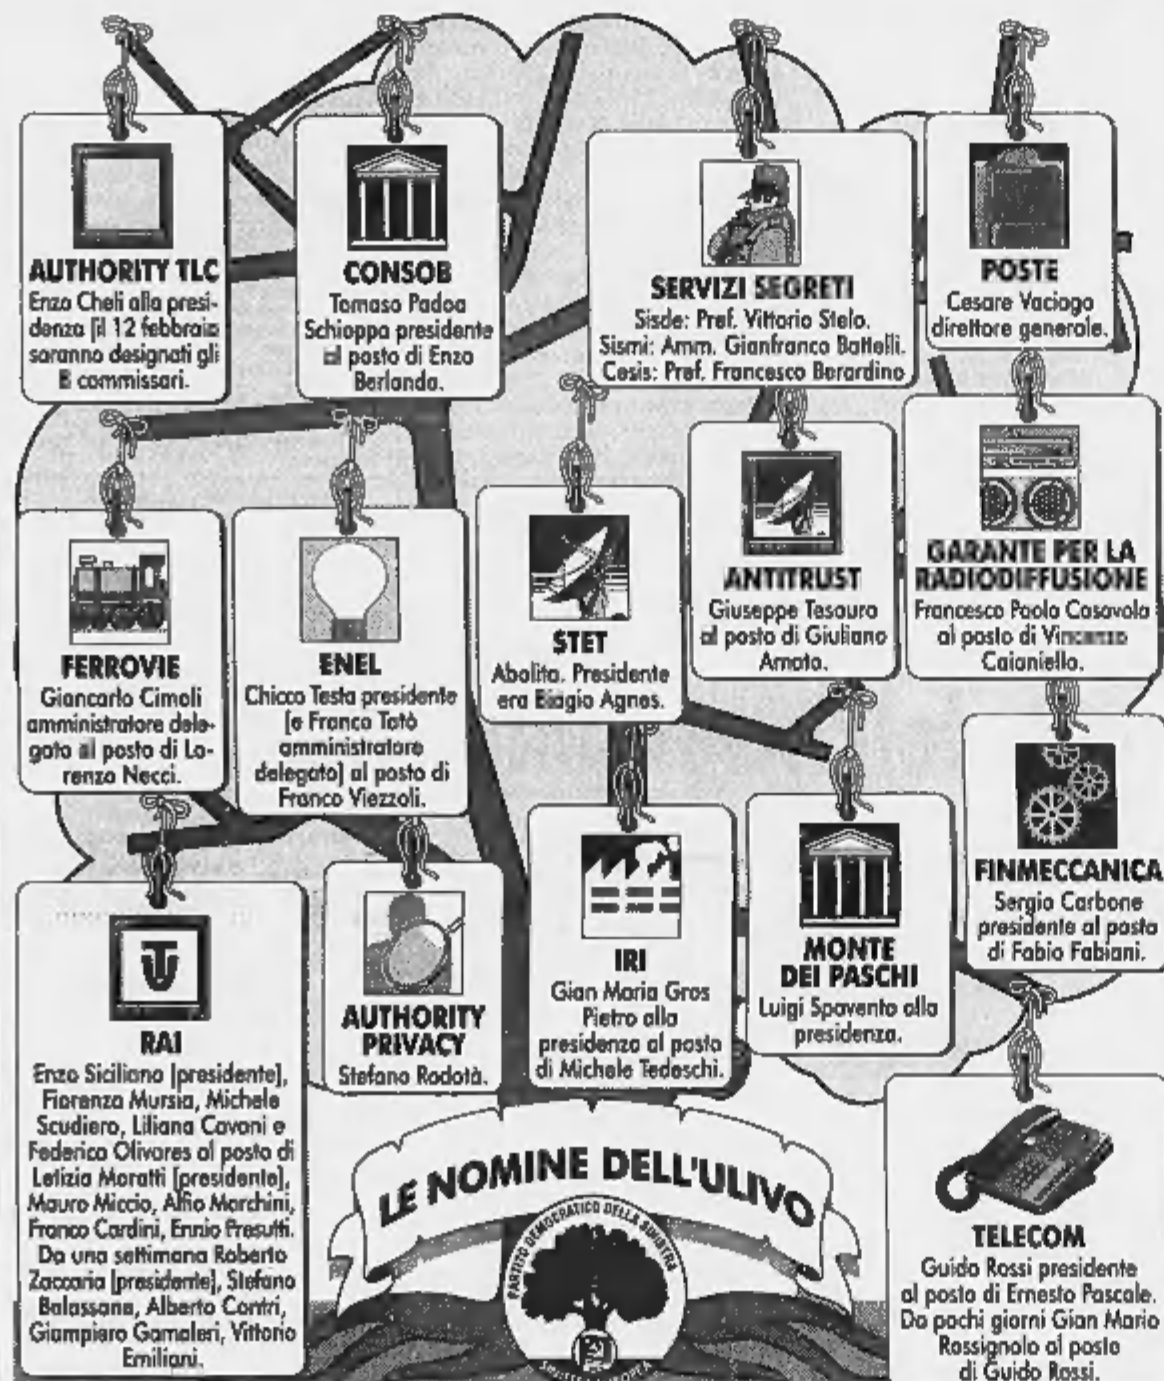 AUTHORITY TLC
Enzo Cheli alla presi-
denza [il 12 febbraio
saranno designati gli
8 commissari.
CONSOB
Tomaso Padoa
Schioppa presidente
al posto di Enzo
Berlanda.
SERVIZI SEGRETI
Sisde: Pref. Vittorio Stelo.
Sismi: Amm. Gianfranco Battelli.
Cesis: Pref. Francesco Berardino
POSTE
Cesare Vaciago
direttore generale.
FERROVIE
Giancarlo Cimoli
amministratore dele-
gato al posto di Lo-
renzo Necci.
ENEL
Chicco Testa presidente
[e Franco Tatò
amministratore
delegato] al posto di
Franco Viezzoli.
STET
Abolita. Presidente
era Biagio Agnes.
ANTITRUST
Giuseppe Tesauro
al posto di Giuliano
Amato.
GARANTE PER LA
RADIODIFFUSIONE
Francesco Paolo Casavola
al posto di Vincenzo
Caianiello.
RAI
Enzo Siciliano [presidente],
Fiorenza Mursia, Michele
Scudiero, Liliana Cavani e
Federica Olivares al posto di
Letizia Moratti [presidente],
Mauro Miccio, Alfio Marchini,
Franco Cardini, Ennio Presutti.
Da una settimana Roberto
Zaccaria [presidente], Stefano
Balassone, Alberto Contri,
Giampiero Gamaleri, Vittorio
Emiliani.
AUTHORITY
PRIVACY
Stefano Rodotà.
IRI
Gian Maria Gros
Pietro alla
presidenza al posto
di Michele Tedeschi.
MONTE
DEI PASCHI
Luigi Spaventa alla
presidenza.
FINMECCANICA
Sergio Carbone
presidente al posto
di Fabio Fabiani.
TELECOM
Guido Rossi presidente
al posto di Ernesto Pascale.
Da pochi giorni Gian Mario
Rossignolo al posto
di Guido Rossi.
LE NOMINE DELL'ULIVO
PARTITO DEMOCRATICO DELLA SINISTRA